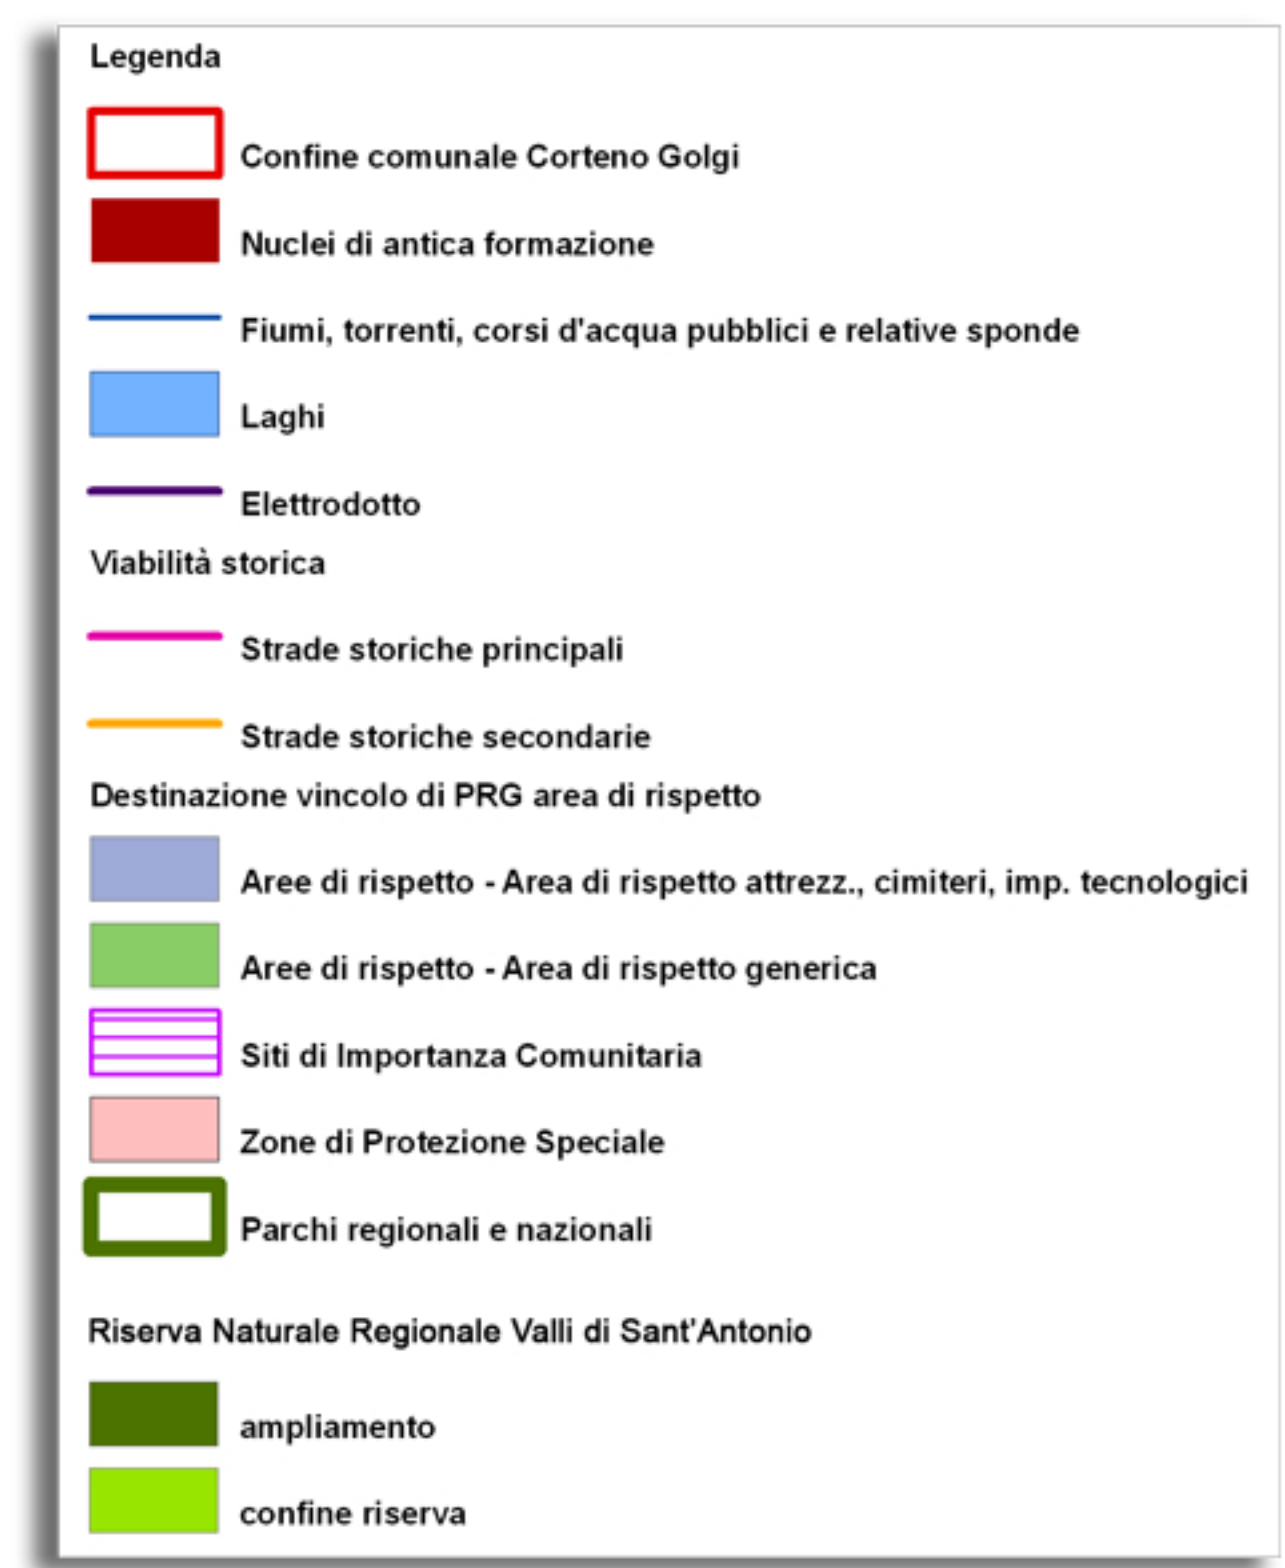 Legenda
Confine comunale Corteno Golgi
Nuclei di antica formazione
Fiumi, torrenti, corsi d'acqua pubblici e relative sponde
Laghi
Elettrodotto
Viabilità storica
Strade storiche principali
Strade storiche secondarie
Destinazione vincolo di PRG area di rispetto
Aree di rispetto - Area di rispetto attrezz., cimiteri, imp. tecnologici
Aree di rispetto - Area di rispetto generica
Siti di Importanza Comunitaria
Zone di Protezione Speciale
Parchi regionali e nazionali
Riserva Naturale Regionale Valli di Sant'Antonio
ampliamento
confine riserva